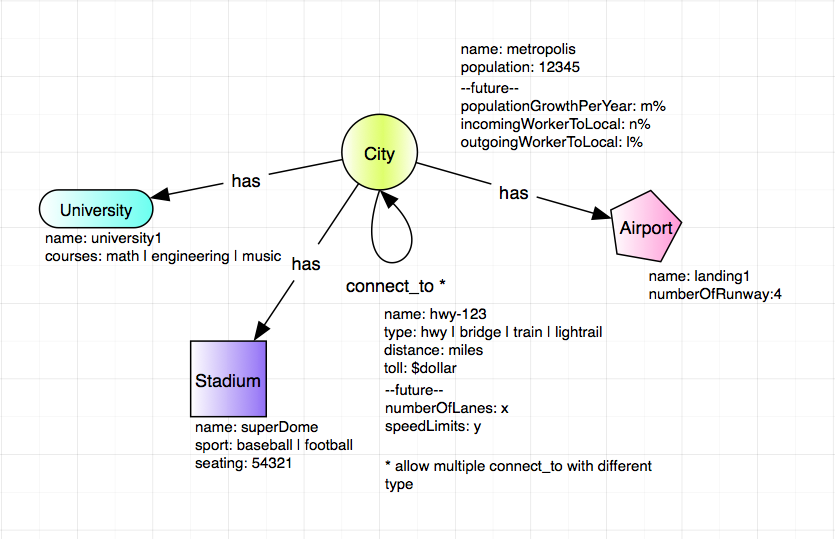 name: metropolis
population: 12345
--future--
populationGrowthPerYear: m%
incomingWorkerToLocal: n%
outgoingWorkerToLocal: l%
City
has
has
University
Airport
name: university1
courses: math | engineering | music
has
name: landing1
numberOfRunway:4
connect_to *
name: hwy-123
type: hwy | bridge | train | lightrail
distance: miles
toll: $dollar
--future--
numberOfLanes: x
speedLimits: y
Stadium
name: superDome
sport: baseball | football
seating: 54321
* allow multiple connect_to with different
type